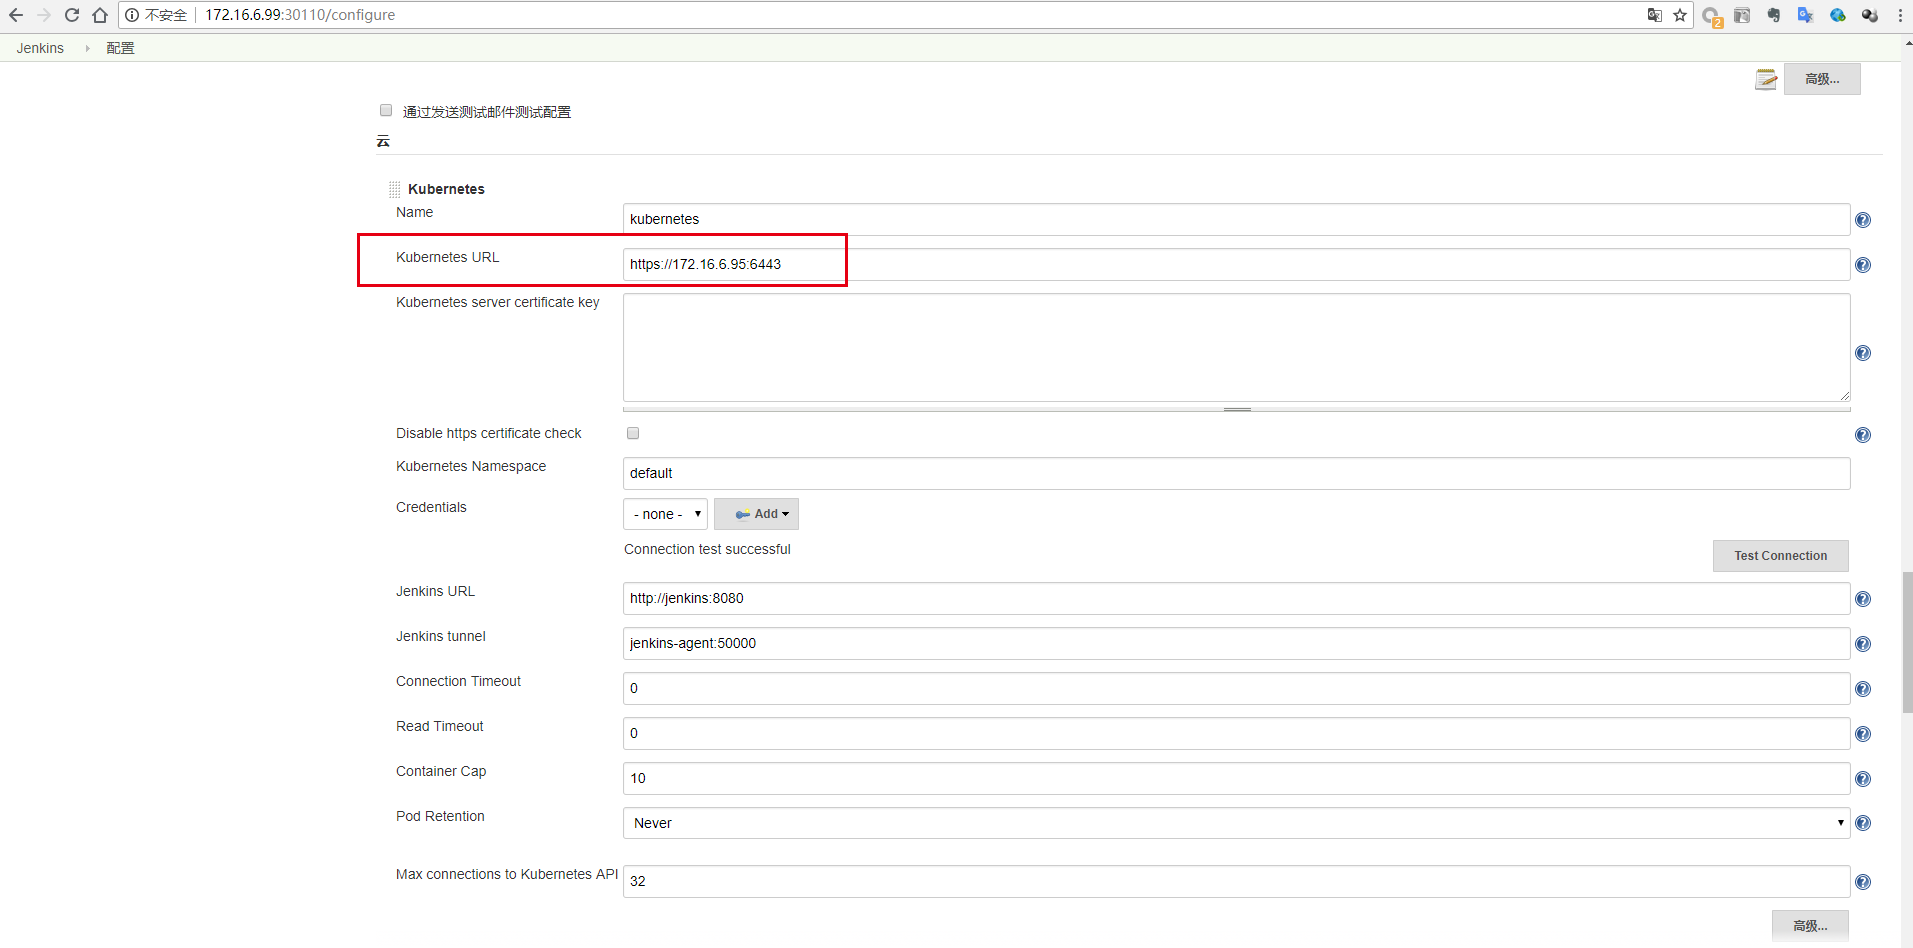 不安全 172.16.6.99:30110/configure
2
Jenkins 配置
高级...
通过发送测试邮件测试配置
云
Kubernetes
Name kubernetes
Kubernetes URL https://172.16.6.95:6443
Kubernetes server certificate key
Disable https certificate check
Kubernetes Namespace default
Credentials - none - Add
Connection test successful Test Connection
Jenkins URL http://jenkins:8080
Jenkins tunnel jenkins-agent:50000
Connection Timeout 0
Read Timeout 0
Container Cap 10
Pod Retention Never
Max connections to Kubernetes API 32
高级...